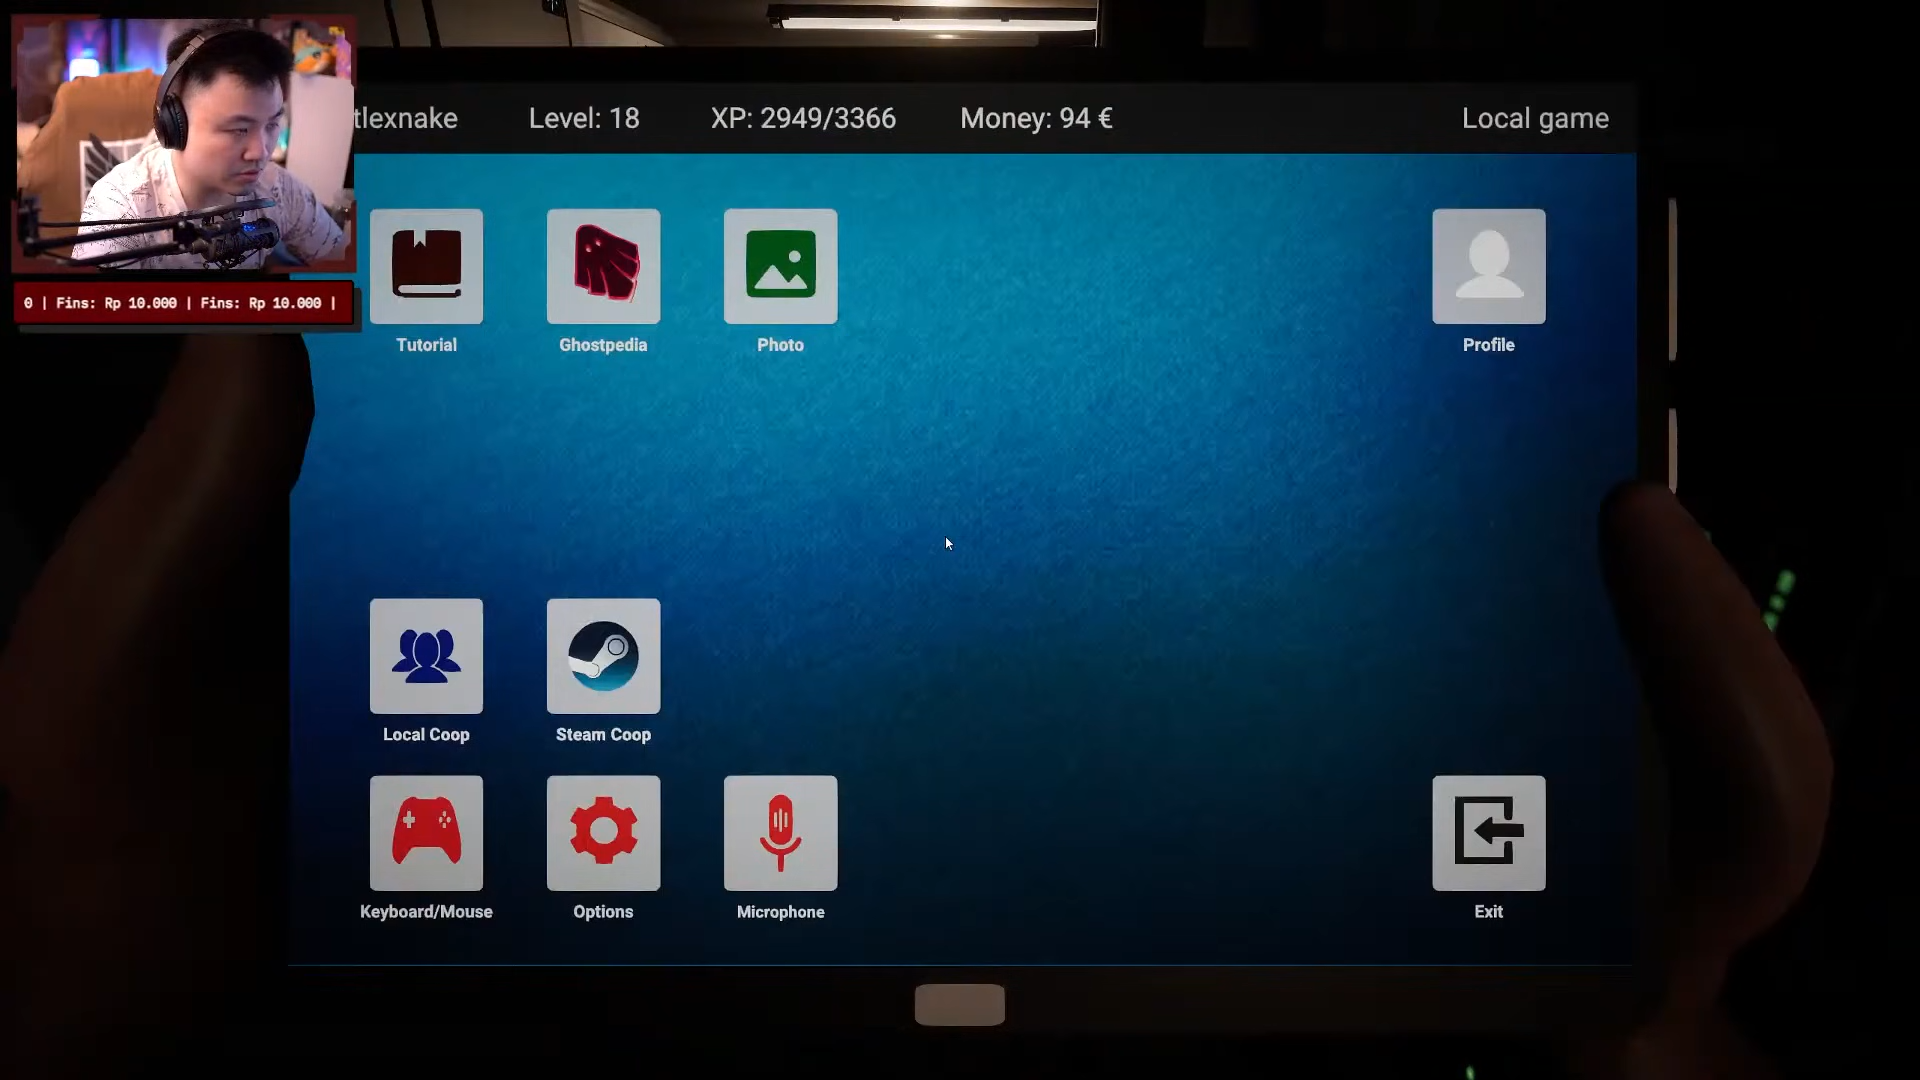 tlexnake Level: 18 XP: 2949/3366 Money: 94 € Local game
0 | Fins: Rp 10.000 | Fins: Rp 10.000 |
Tutorial Ghostpedia Photo Profile
Local Coop Steam Coop
Keyboard/Mouse Options Microphone Exit